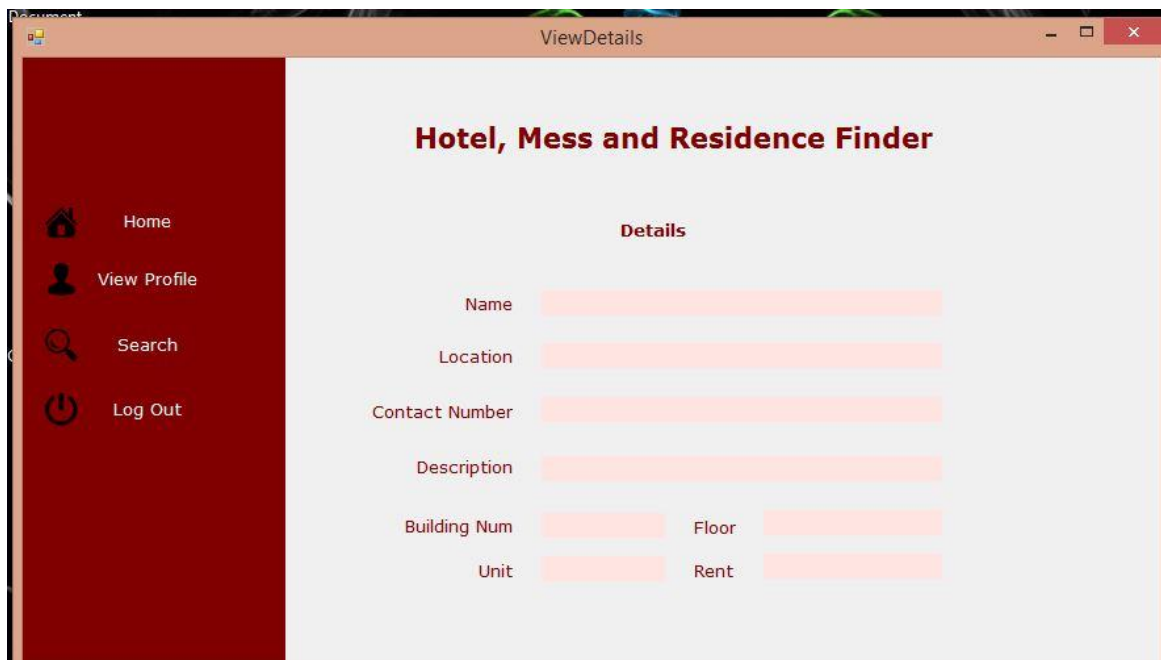 Document
ViewDetails
Hotel, Mess and Residence Finder
Home
View Profile
Search
Log Out
Details
Name
Location
Contact Number
Description
Building Num
Floor
Unit
Rent